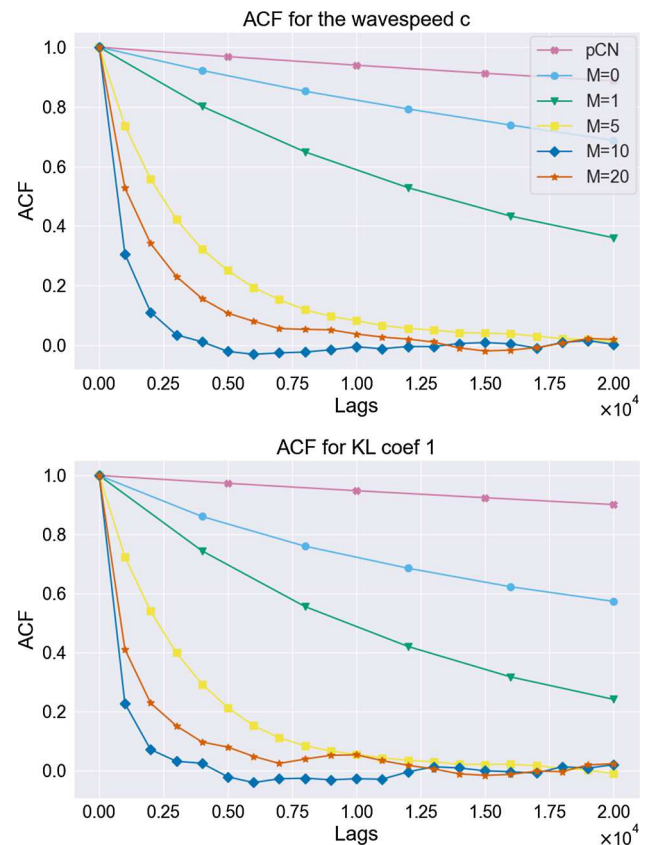 ACF for the wavespeed c
1.0
0.8
0.6
0.4
0.2
0.0
ACF
pCN
M=0
M=1
M=5
M=10
M=20
0.00 0.25 0.50 0.75 1.00 1.25 1.50 1.75 2.00
Lags
×10⁴
ACF for KL coef 1
1.0
0.8
0.6
0.4
0.2
0.0
ACF
0.00 0.25 0.50 0.75 1.00 1.25 1.50 1.75 2.00
Lags
×10⁴